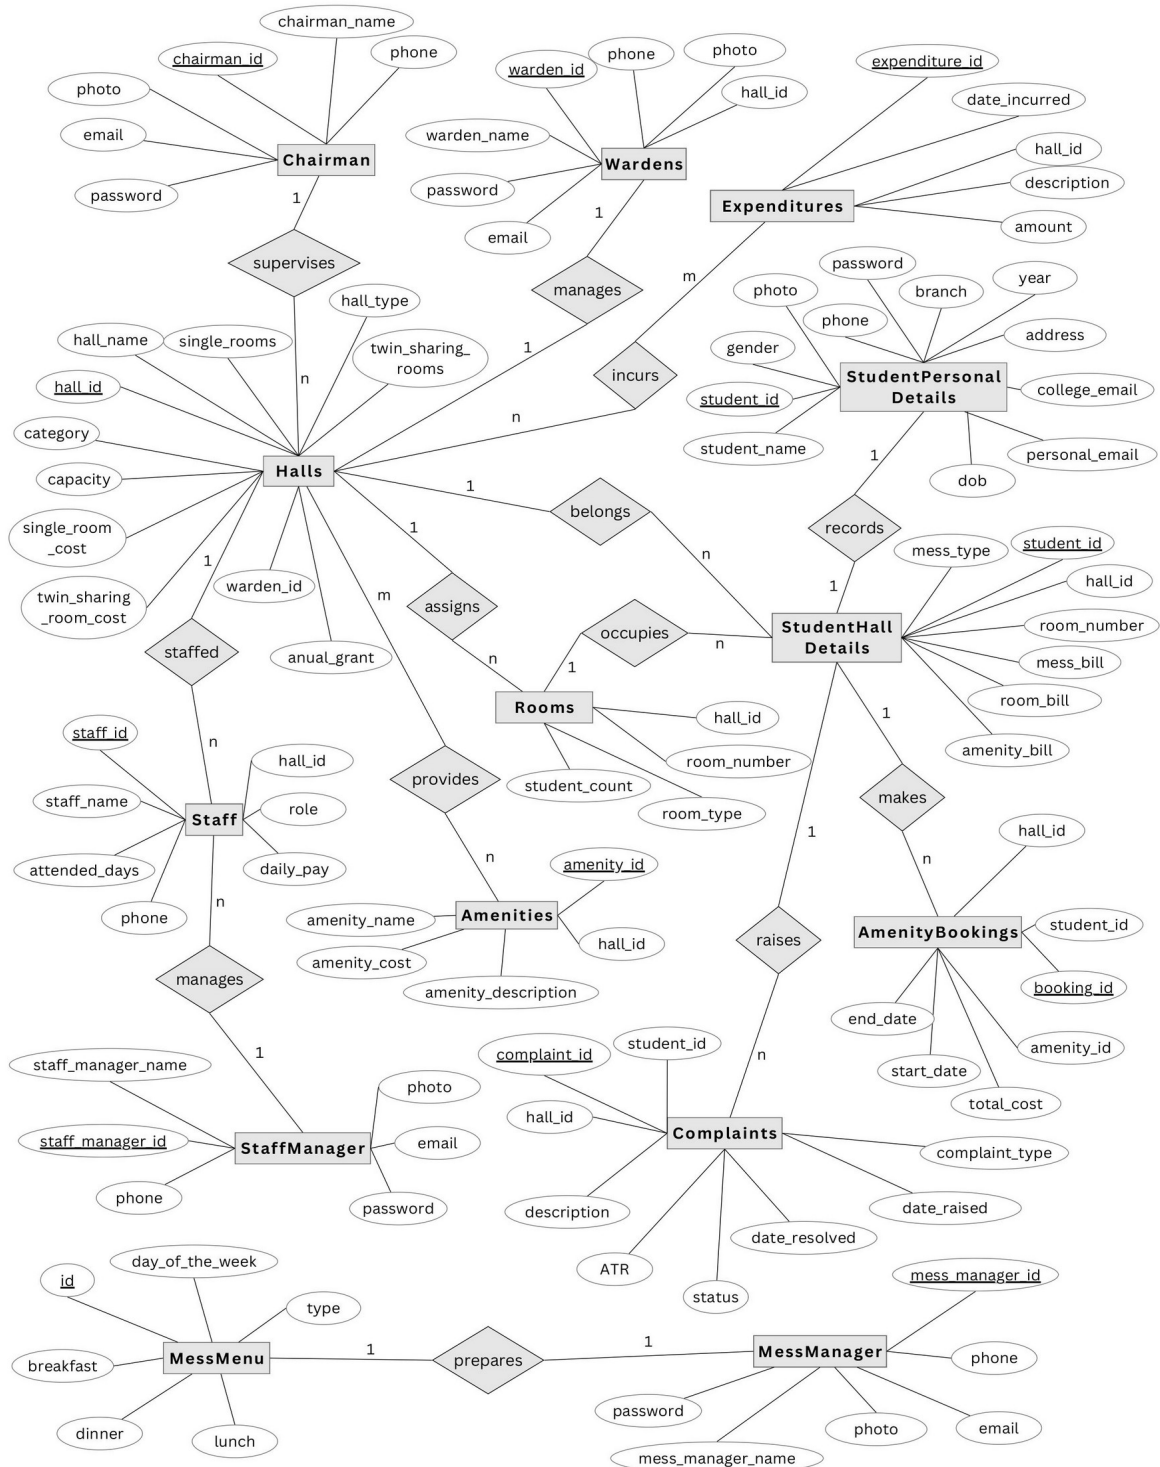 chairman_name
chairman_id
phone
photo
email
password
Chairman
1
supervises
n
warden_id
phone
photo
hall_id
warden_name
password
email
Wardens
1
manages
1
expenditure_id
date_incurred
hall_id
description
amount
Expenditures
m
incurs
n
hall_type
single_rooms
hall_name
twin_sharing_
rooms
hall_id
category
capacity
single_room
_cost
twin_sharing
_room_cost
warden_id
anual_grant
Halls
password
photo
branch
year
phone
address
gender
student_id
college_email
student_name
personal_email
dob
StudentPersonal
Details
1
records
1
1
belongs
n
mess_type
student_id
hall_id
room_number
mess_bill
room_bill
amenity_bill
StudentHall
Details
1
assigns
n
occupies
1
n
Rooms
hall_id
room_number
student_count
room_type
1
staffed
n
staff_id
hall_id
staff_name
role
attended_days
daily_pay
phone
Staff
m
provides
n
amenity_id
amenity_name
hall_id
amenity_cost
amenity_description
Amenities
1
makes
n
hall_id
student_id
booking_id
end_date
amenity_id
start_date
total_cost
AmenityBookings
1
raises
n
n
manages
1
staff_manager_name
photo
staff_manager_id
email
phone
password
StaffManager
student_id
complaint_id
hall_id
description
ATR
status
date_resolved
date_raised
complaint_type
Complaints
day_of_the_week
id
type
breakfast
dinner
lunch
MessMenu
1
prepares
1
mess_manager_id
phone
email
photo
password
mess_manager_name
MessManager